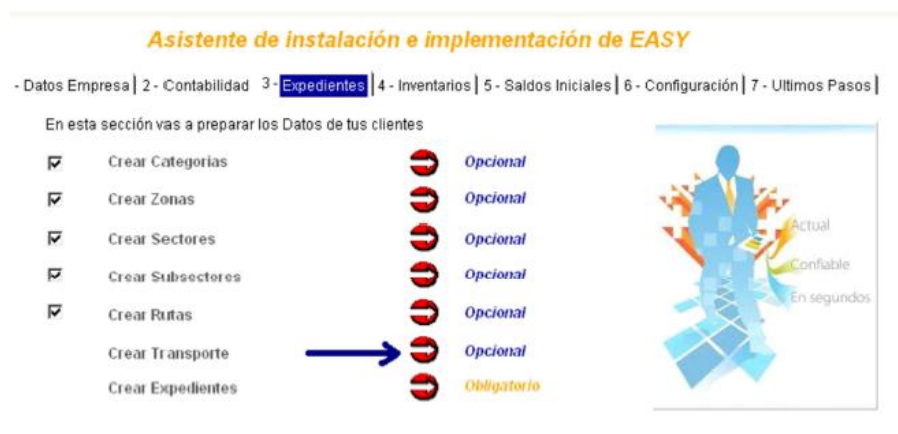 Asistente de instalación e implementación de EASY
- Datos Empresa | 2 - Contabilidad 3 - Expedientes | 4 - Inventarios | 5 - Saldos Iniciales | 6 - Configuración | 7 - Ultimos Pasos |
En esta sección vas a preparar los Datos de tus clientes
Crear Categorias Opcional
Crear Zonas Opcional
Crear Sectores Opcional
Crear Subsectores Opcional
Crear Rutas Opcional
Crear Transporte Opcional
Crear Expedientes Obligatorio
Actual
Confiable
En segundos